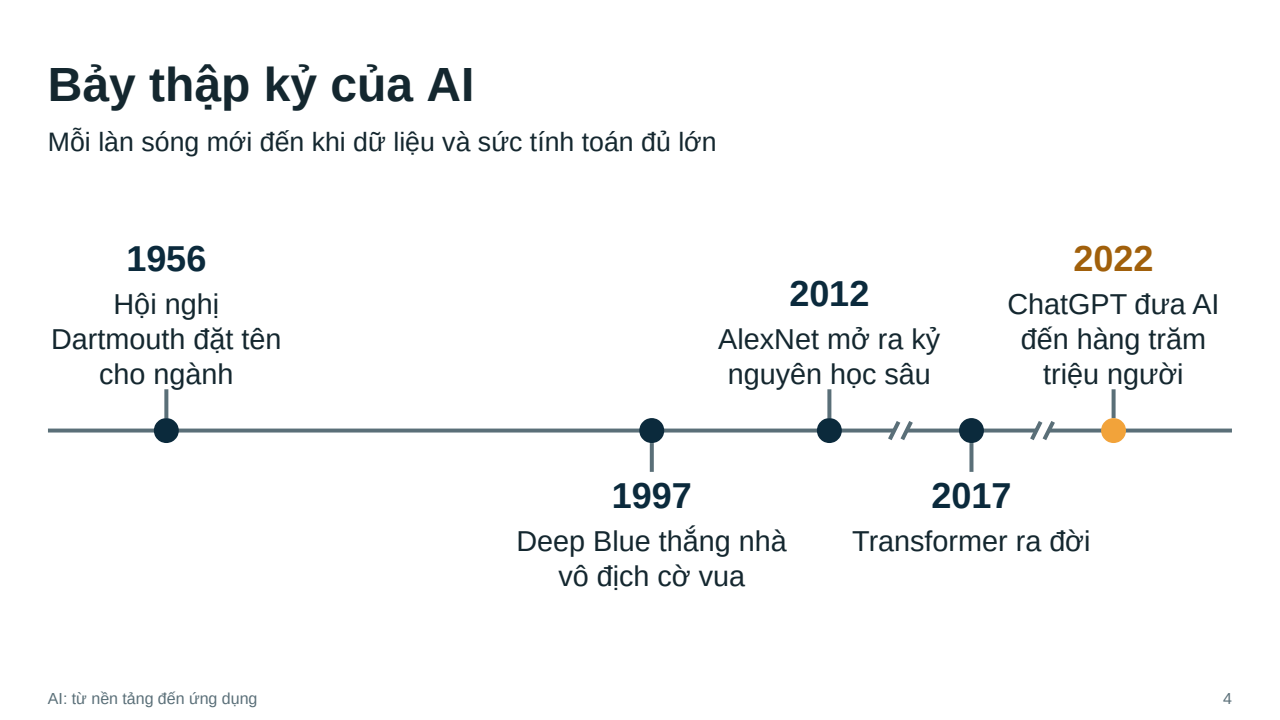 Bảy thập kỷ của AI
Mỗi làn sóng mới đến khi dữ liệu và sức tính toán đủ lớn
1956
Hội nghị
Dartmouth đặt tên
cho ngành
1997
Deep Blue thắng nhà
vô địch cờ vua
2012
AlexNet mở ra kỷ
nguyên học sâu
2017
Transformer ra đời
2022
ChatGPT đưa AI
đến hàng trăm
triệu người
AI: từ nền tảng đến ứng dụng
4